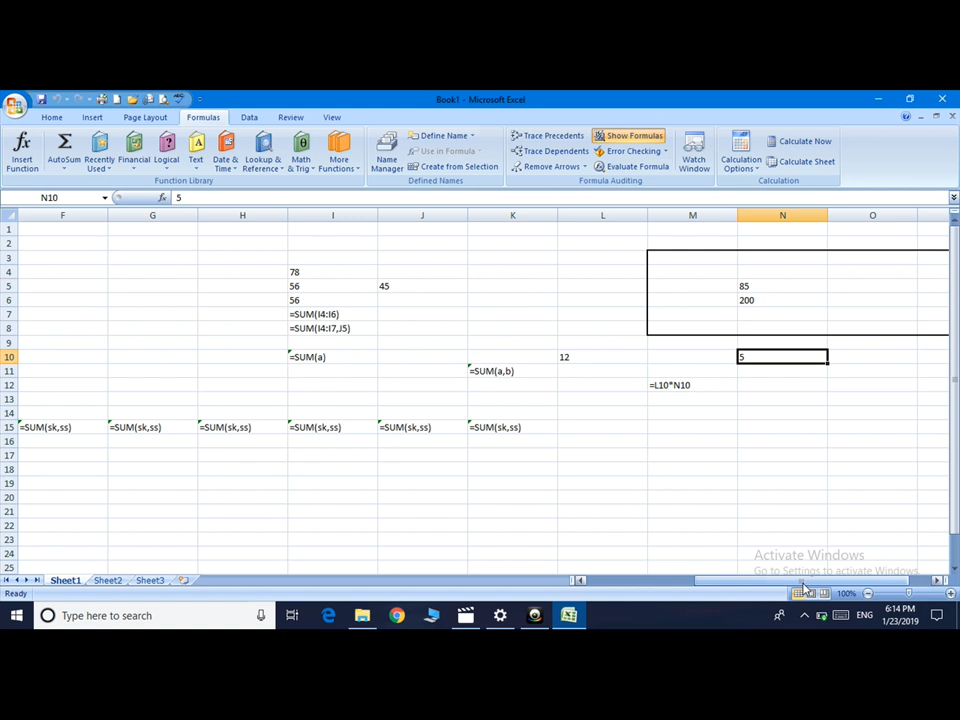 Book1 - Microsoft Excel
Home Insert Page Layout Formulas Data Review View
Insert Function
AutoSum
Recently Used
Financial
Logical
Text
Date & Time
Lookup & Reference
Math & Trig
More Functions
Function Library
Name Manager
Define Name
Use in Formula
Create from Selection
Defined Names
Trace Precedents
Trace Dependents
Remove Arrows
Show Formulas
Error Checking
Evaluate Formula
Formula Auditing
Watch Window
Calculation Options
Calculate Now
Calculate Sheet
Calculation
N10 fx 5
F G H I J K L M N O
1
2
3
4 78
5 56 45 85
6 56 200
7 =SUM(I4:I6)
8 =SUM(I4:I7,J5)
9
10 =SUM(a) 12 5
11 =SUM(a,b)
12 =L10*N10
13
14
15 =SUM(sk,ss) =SUM(sk,ss) =SUM(sk,ss) =SUM(sk,ss) =SUM(sk,ss) =SUM(sk,ss)
16
17
18
19
20
21
22
23
24
25
Activate Windows
Go to Settings to activate Windows.
Sheet1 Sheet2 Sheet3
Ready 100%
Type here to search
ENG
6:14 PM
1/23/2019